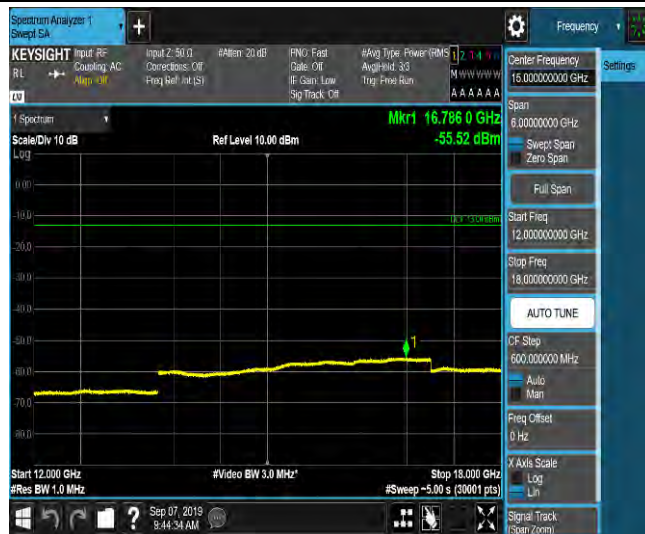 Spectrum Analyzer 1
Swept SA
Frequency
KEYSIGHT
RL
Input: RF
Coupling: AC
Align: Off
Input Z: 50 Ω
Corrections: Off
Freq Ref: Int (S)
#Atten: 20 dB
PNO: Fast
Gate: Off
IF Gain: Low
Sig Track: Off
#Avg Type: Power (RMS
Avg|Hold: 3/3
Trig: Free Run
M W W W W W
A A A A A A
1 Spectrum
Scale/Div 10 dB
Log
Ref Level 10.00 dBm
Mkr1 16.786 0 GHz
-55.52 dBm
0.00
-10.0
-20.0
-30.0
-40.0
-50.0
1
-60.0
-70.0
-80.0
Start 12.000 GHz
#Res BW 1.0 MHz
#Video BW 3.0 MHz*
Stop 18.000 GHz
#Sweep ~5.00 s (30001 pts)
Sep 07, 2019
9:44:34 AM
Center Frequency
15.000000000 GHz
Settings
Span
6.00000000 GHz
Swept Span
Zero Span
Full Span
Start Freq
12.000000000 GHz
Stop Freq
18.000000000 GHz
AUTO TUNE
CF Step
600.000000 MHz
Auto
Man
Freq Offset
0 Hz
X Axis Scale
Log
Lin
Signal Track
(Span Zoom)